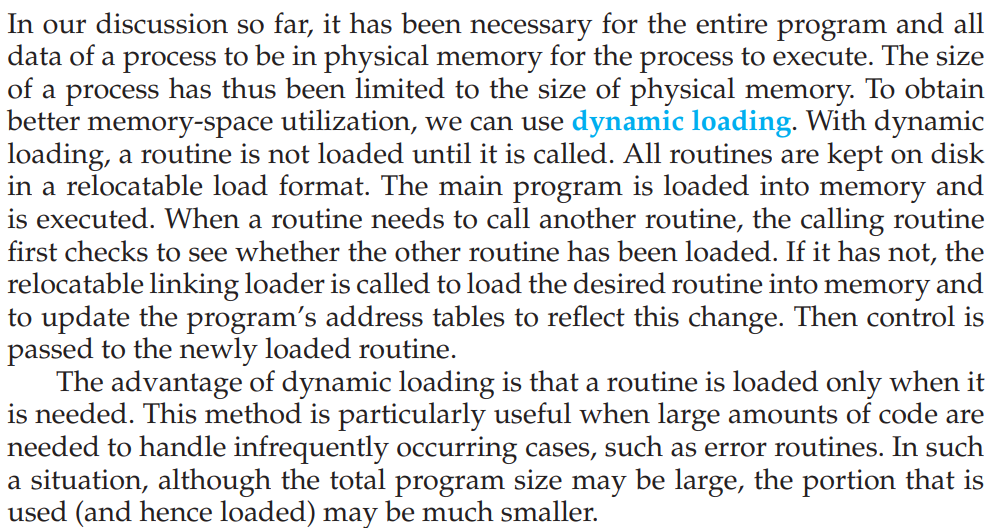 In our discussion so far, it has been necessary for the entire program and all
data of a process to be in physical memory for the process to execute. The size
of a process has thus been limited to the size of physical memory. To obtain
better memory-space utilization, we can use dynamic loading. With dynamic
loading, a routine is not loaded until it is called. All routines are kept on disk
in a relocatable load format. The main program is loaded into memory and
is executed. When a routine needs to call another routine, the calling routine
first checks to see whether the other routine has been loaded. If it has not, the
relocatable linking loader is called to load the desired routine into memory and
to update the program’s address tables to reflect this change. Then control is
passed to the newly loaded routine.
The advantage of dynamic loading is that a routine is loaded only when it
is needed. This method is particularly useful when large amounts of code are
needed to handle infrequently occurring cases, such as error routines. In such
a situation, although the total program size may be large, the portion that is
used (and hence loaded) may be much smaller.